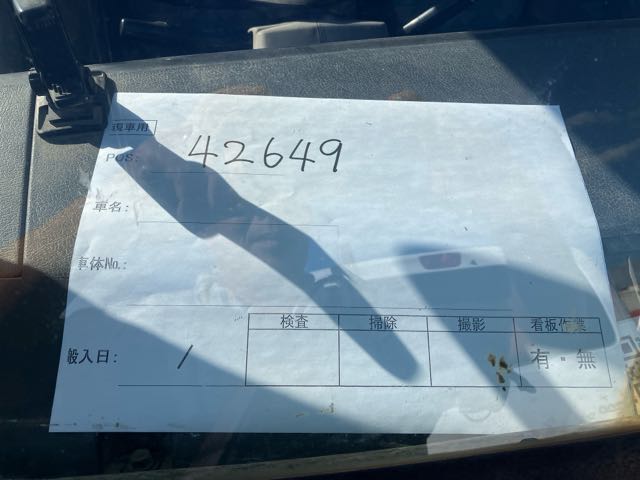 複車用
POS: 42649
車名:
車体No.:
検査 掃除 撮影 看板作業
搬入日: / 有・無